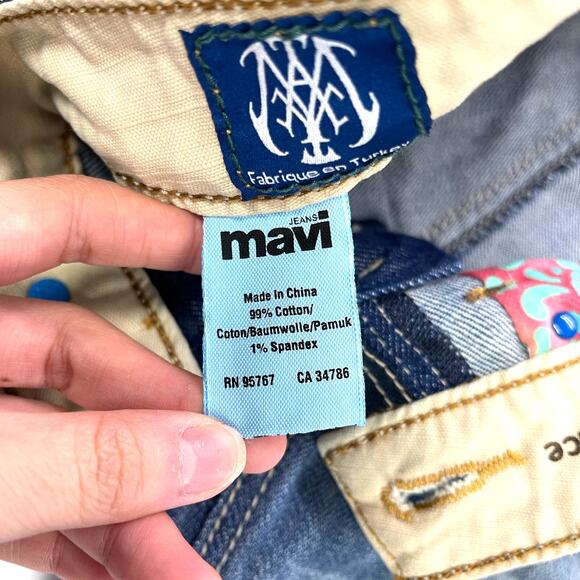 Fabrique en Turkey
JEANS
mavi
Made In China
99% Cotton/
Coton/Baumwolle/Pamuk
1% Spandex
RN 95767 CA 34786